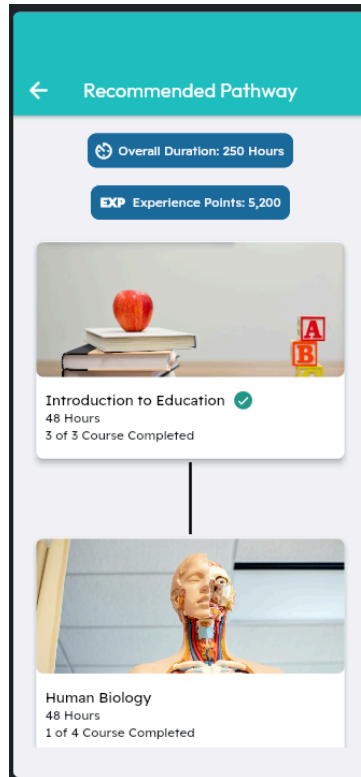 Recommended Pathway
Overall Duration: 250 Hours
EXP Experience Points: 5,200
A
B
C
Introduction to Education
48 Hours
3 of 3 Course Completed
Human Biology
48 Hours
1 of 4 Course Completed